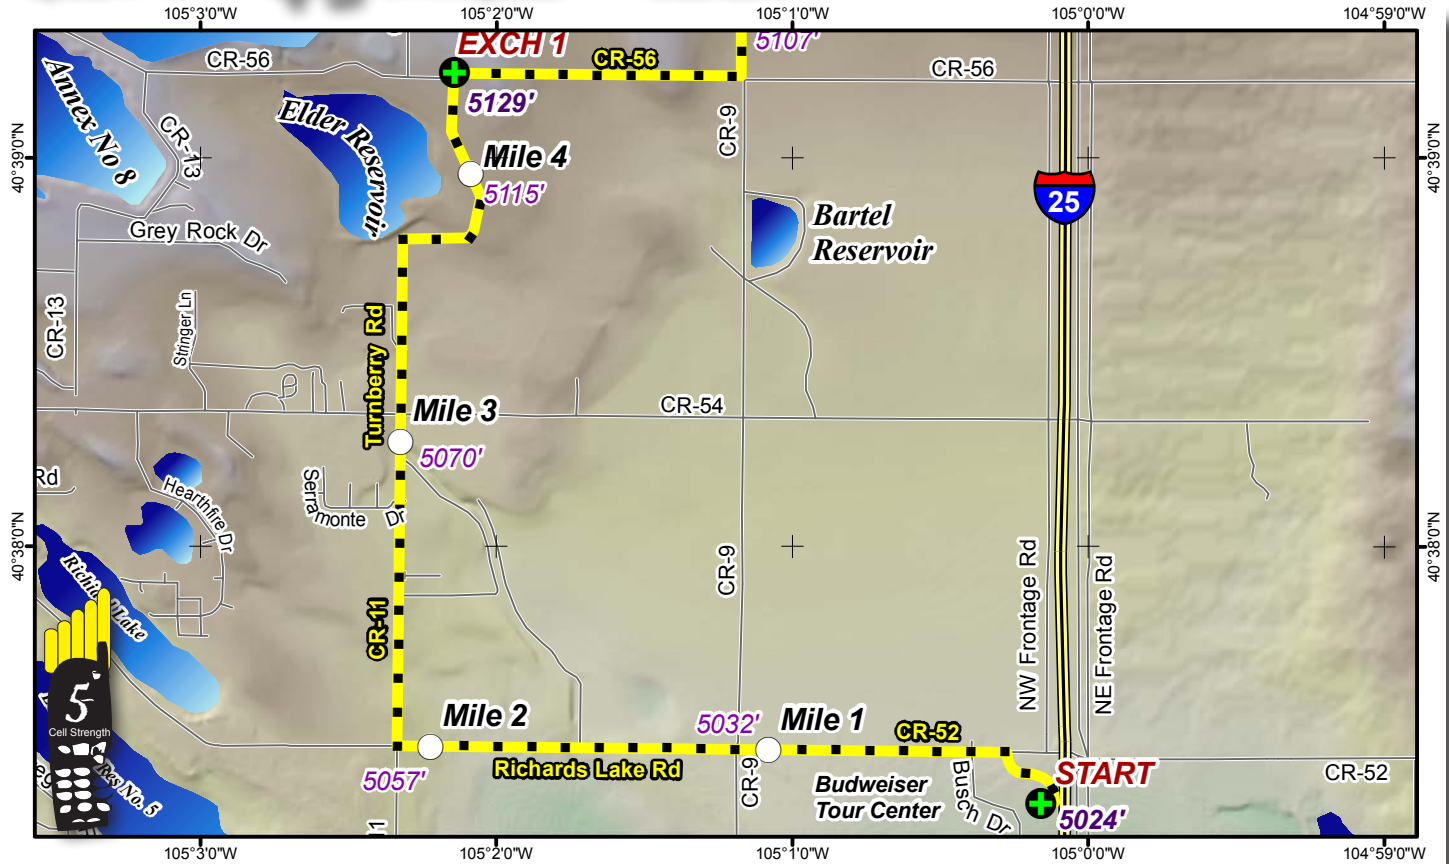 105°3'0"W
105°2'0"W
105°1'0"W
105°0'0"W
104°59'0"W
EXCH 1
5107'
CR-56
CR-56
CR-56
5129'
Annex No 8
Elder Reservoir
CR-13
CR-9
Mile 4
5115'
40°39'0"N
40°39'0"N
25
Bartel
Reservoir
Grey Rock Dr
CR-13
Stringer Ln
Turnberry Rd
Mile 3
CR-54
5070'
Rd
Hearthfire Dr
Serramonte Dr
40°38'0"N
40°38'0"N
CR-9
NW Frontage Rd
NE Frontage Rd
Lake
CR-11
5
Cell Strength
Mile 2
5032'
Mile 1
CR-52
5057'
Richards Lake Rd
CR-9
Budweiser
Tour Center
Busch Dr
START
5024'
CR-52
Res No. 5
11
105°3'0"W
105°2'0"W
105°1'0"W
105°0'0"W
104°59'0"W